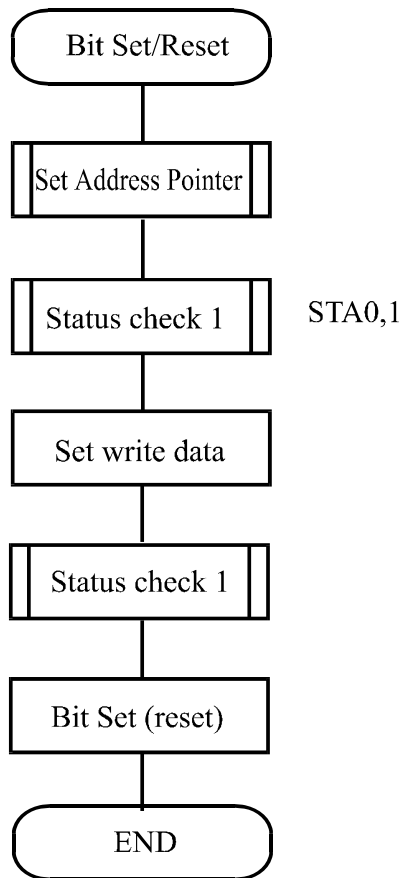 Bit Set/Reset
Set Address Pointer
Status check 1
STA0,1
Set write data
Status check 1
Bit Set (reset)
END